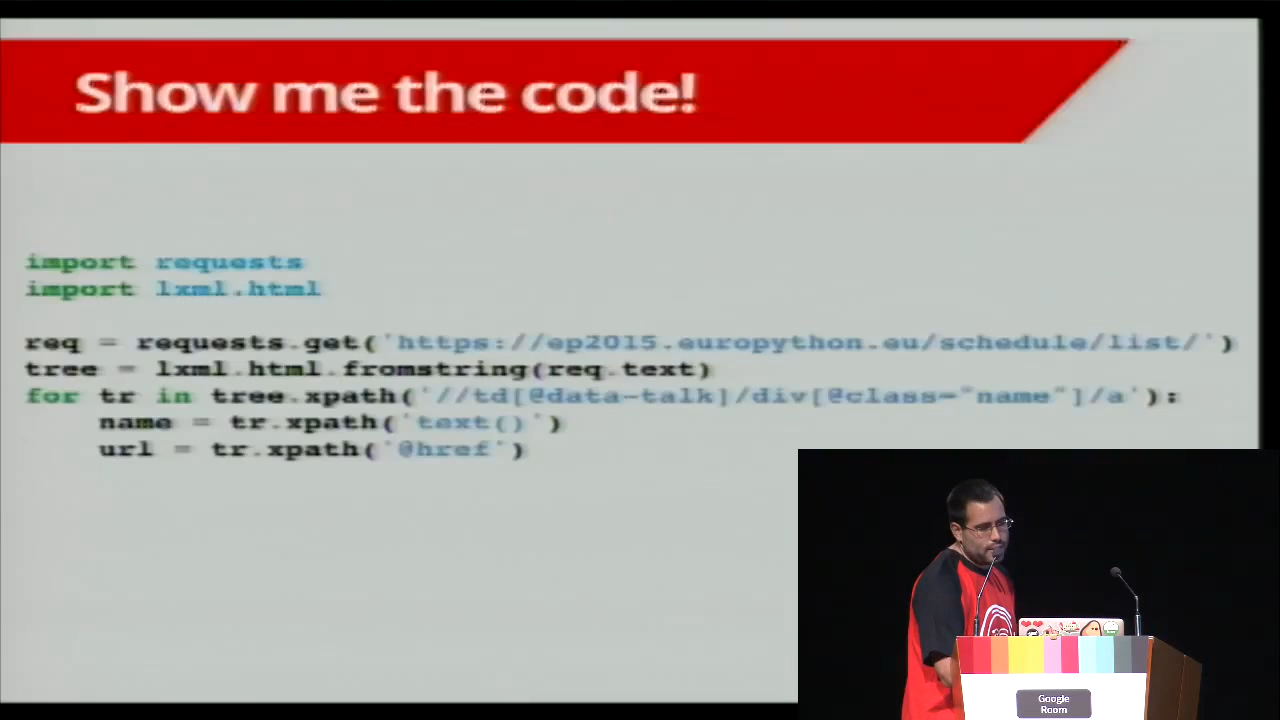 Show me the code!
import requests
import lxml.html
req = requests.get('https://ep2015.europython.eu/schedule/list/')
tree = lxml.html.fromstring(req.text)
for tr in tree.xpath('//td[@data-talk]/div[@class="name"]/a'):
    name = tr.xpath('text()')
    url = tr.xpath('@href')
Google
Room